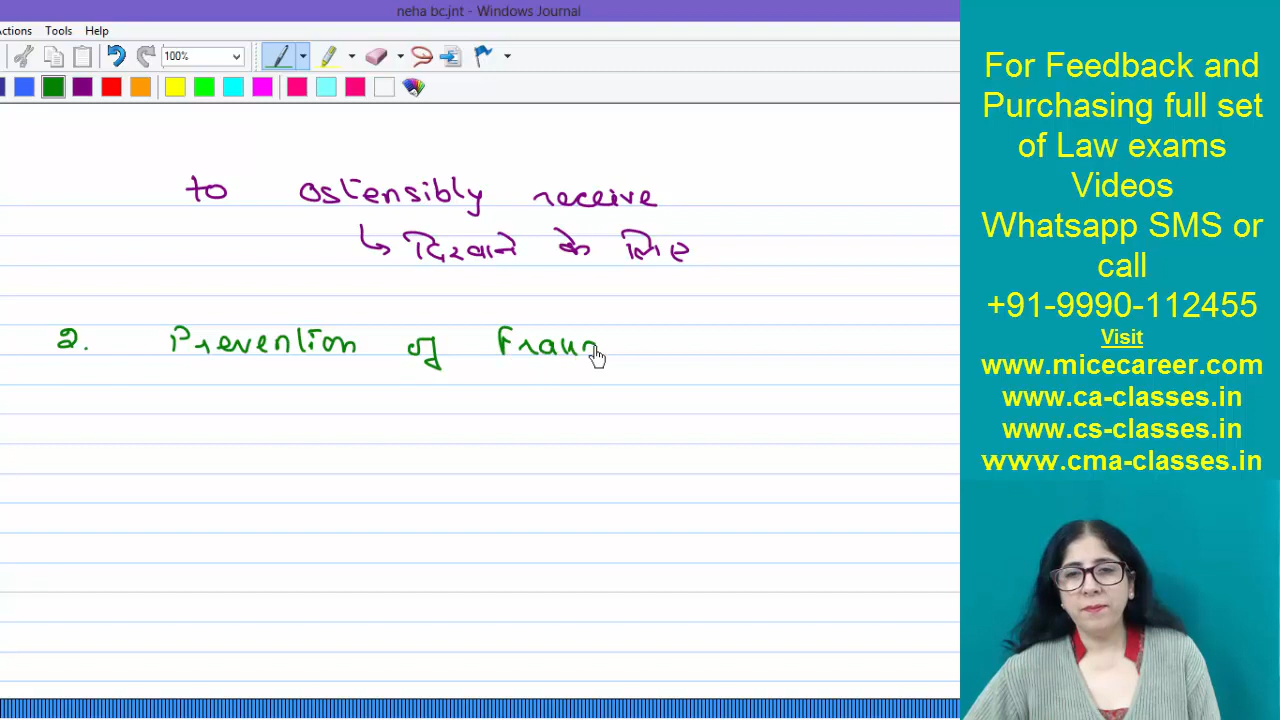 neha bc.jnt - Windows Journal
Actions Tools Help
100%
to ostensibly receive
↳ दिखाने के लिए
2. Prevention of Frau
For Feedback and
Purchasing full set
of Law exams
Videos
Whatsapp SMS or
call
+91-9990-112455
Visit
www.micecareer.com
www.ca-classes.in
www.cs-classes.in
www.cma-classes.in